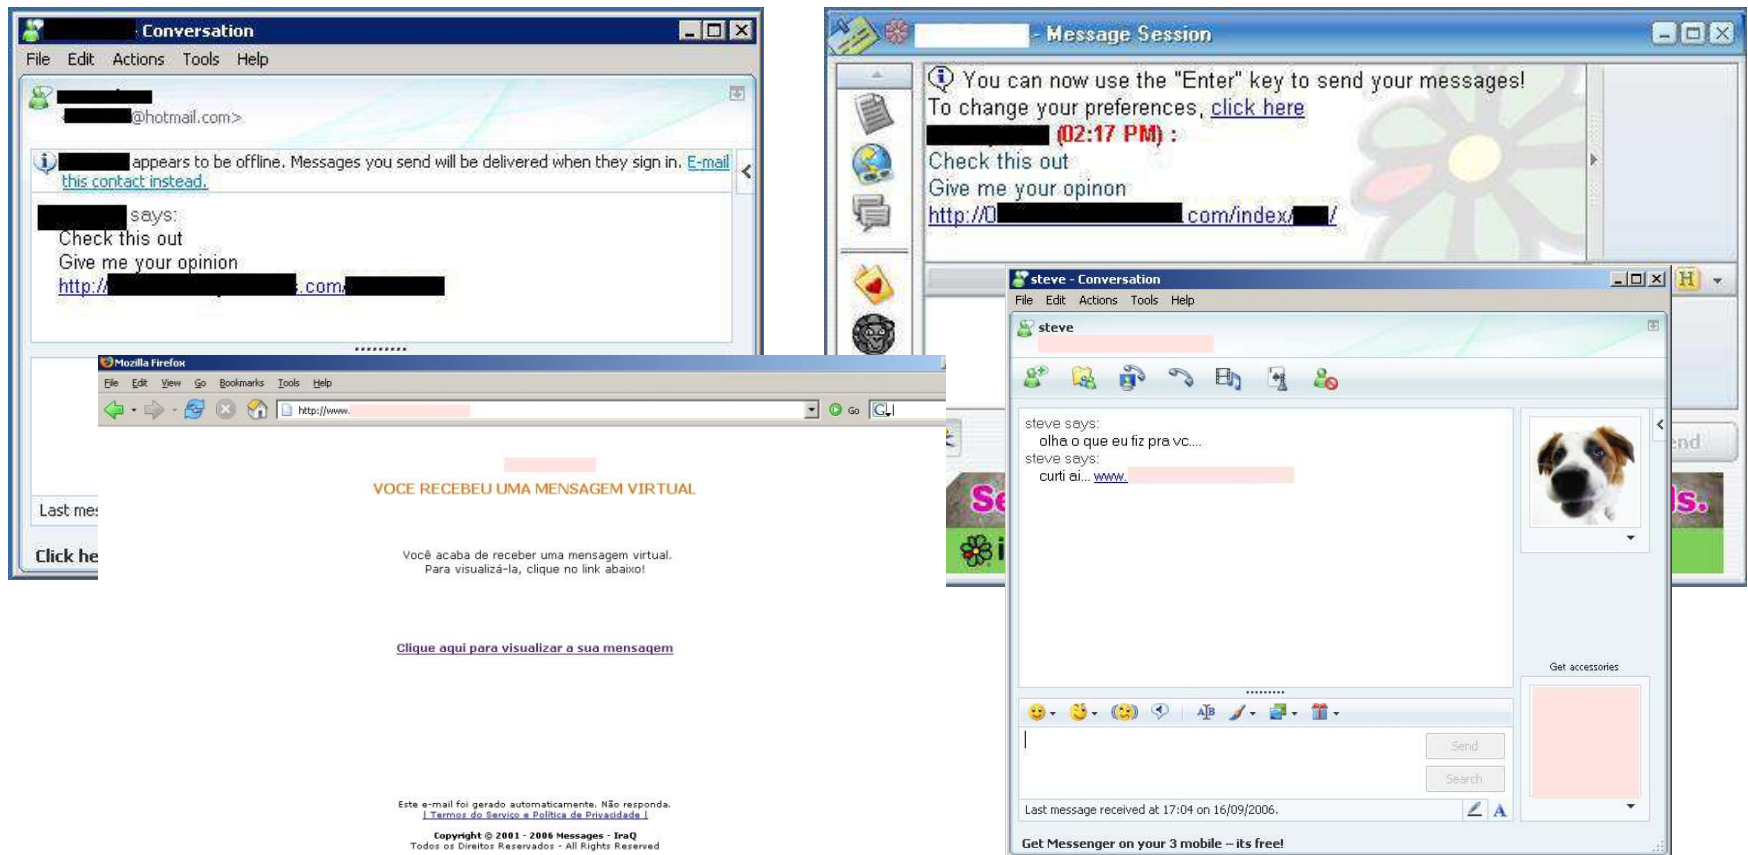 - Conversation
File Edit Actions Tools Help
@hotmail.com>
appears to be offline. Messages you send will be delivered when they sign in. E-mail
this contact instead.
says:
Check this out
Give me your opinion
http:// .com/
Last mes
Click he
- Message Session
You can now use the "Enter" key to send your messages!
To change your preferences, click here
(02:17 PM) :
Check this out
Give me your opinon
http://0 .com/index/ /
H
end
Se
ls.
i
Mozilla Firefox
File Edit View Go Bookmarks Tools Help
http://www. Go G
VOCE RECEBEU UMA MENSAGEM VIRTUAL
Você acaba de receber uma mensagem virtual.
Para visualizá-la, clique no link abaixo!
Clique aqui para visualizar a sua mensagem
Este e-mail foi gerado automaticamente. Não responda.
| Termos do Serviço e Política de Privacidade |
Copyright © 2001 - 2006 Messages - IraQ
Todos os Direitos Reservados - All Rights Reserved
steve - Conversation
File Edit Actions Tools Help
steve
steve says:
olha o que eu fiz pra vc....
steve says:
curti ai... www.
Get accessories
Send
Search
Last message received at 17:04 on 16/09/2006.
A
Get Messenger on your 3 mobile – its free!